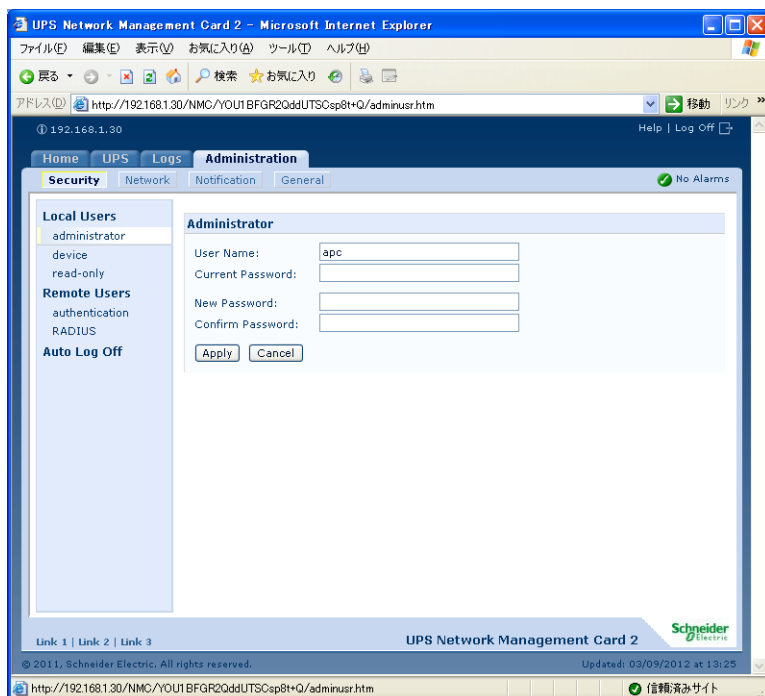 UPS Network Management Card 2 - Microsoft Internet Explorer
ファイル(F) 編集(E) 表示(V) お気に入り(A) ツール(T) ヘルプ(H)
戻る 検索 お気に入り
アドレス(D) http://192.168.1.30/NMC/YOU1BFGR2QddUTSCsp8t+Q/adminusr.htm 移動 リンク »
192.168.1.30 Help | Log Off
Home UPS Logs Administration
Security Network Notification General No Alarms
Local Users
administrator
device
read-only
Remote Users
authentication
RADIUS
Auto Log Off
Administrator
User Name: apc
Current Password:
New Password:
Confirm Password:
Apply Cancel
Link 1 | Link 2 | Link 3
UPS Network Management Card 2
Schneider Electric
© 2011, Schneider Electric. All rights reserved. Updated: 03/09/2012 at 13:25
http://192.168.1.30/NMC/YOU1BFGR2QddUTSCsp8t+Q/adminusr.htm 信頼済みサイト